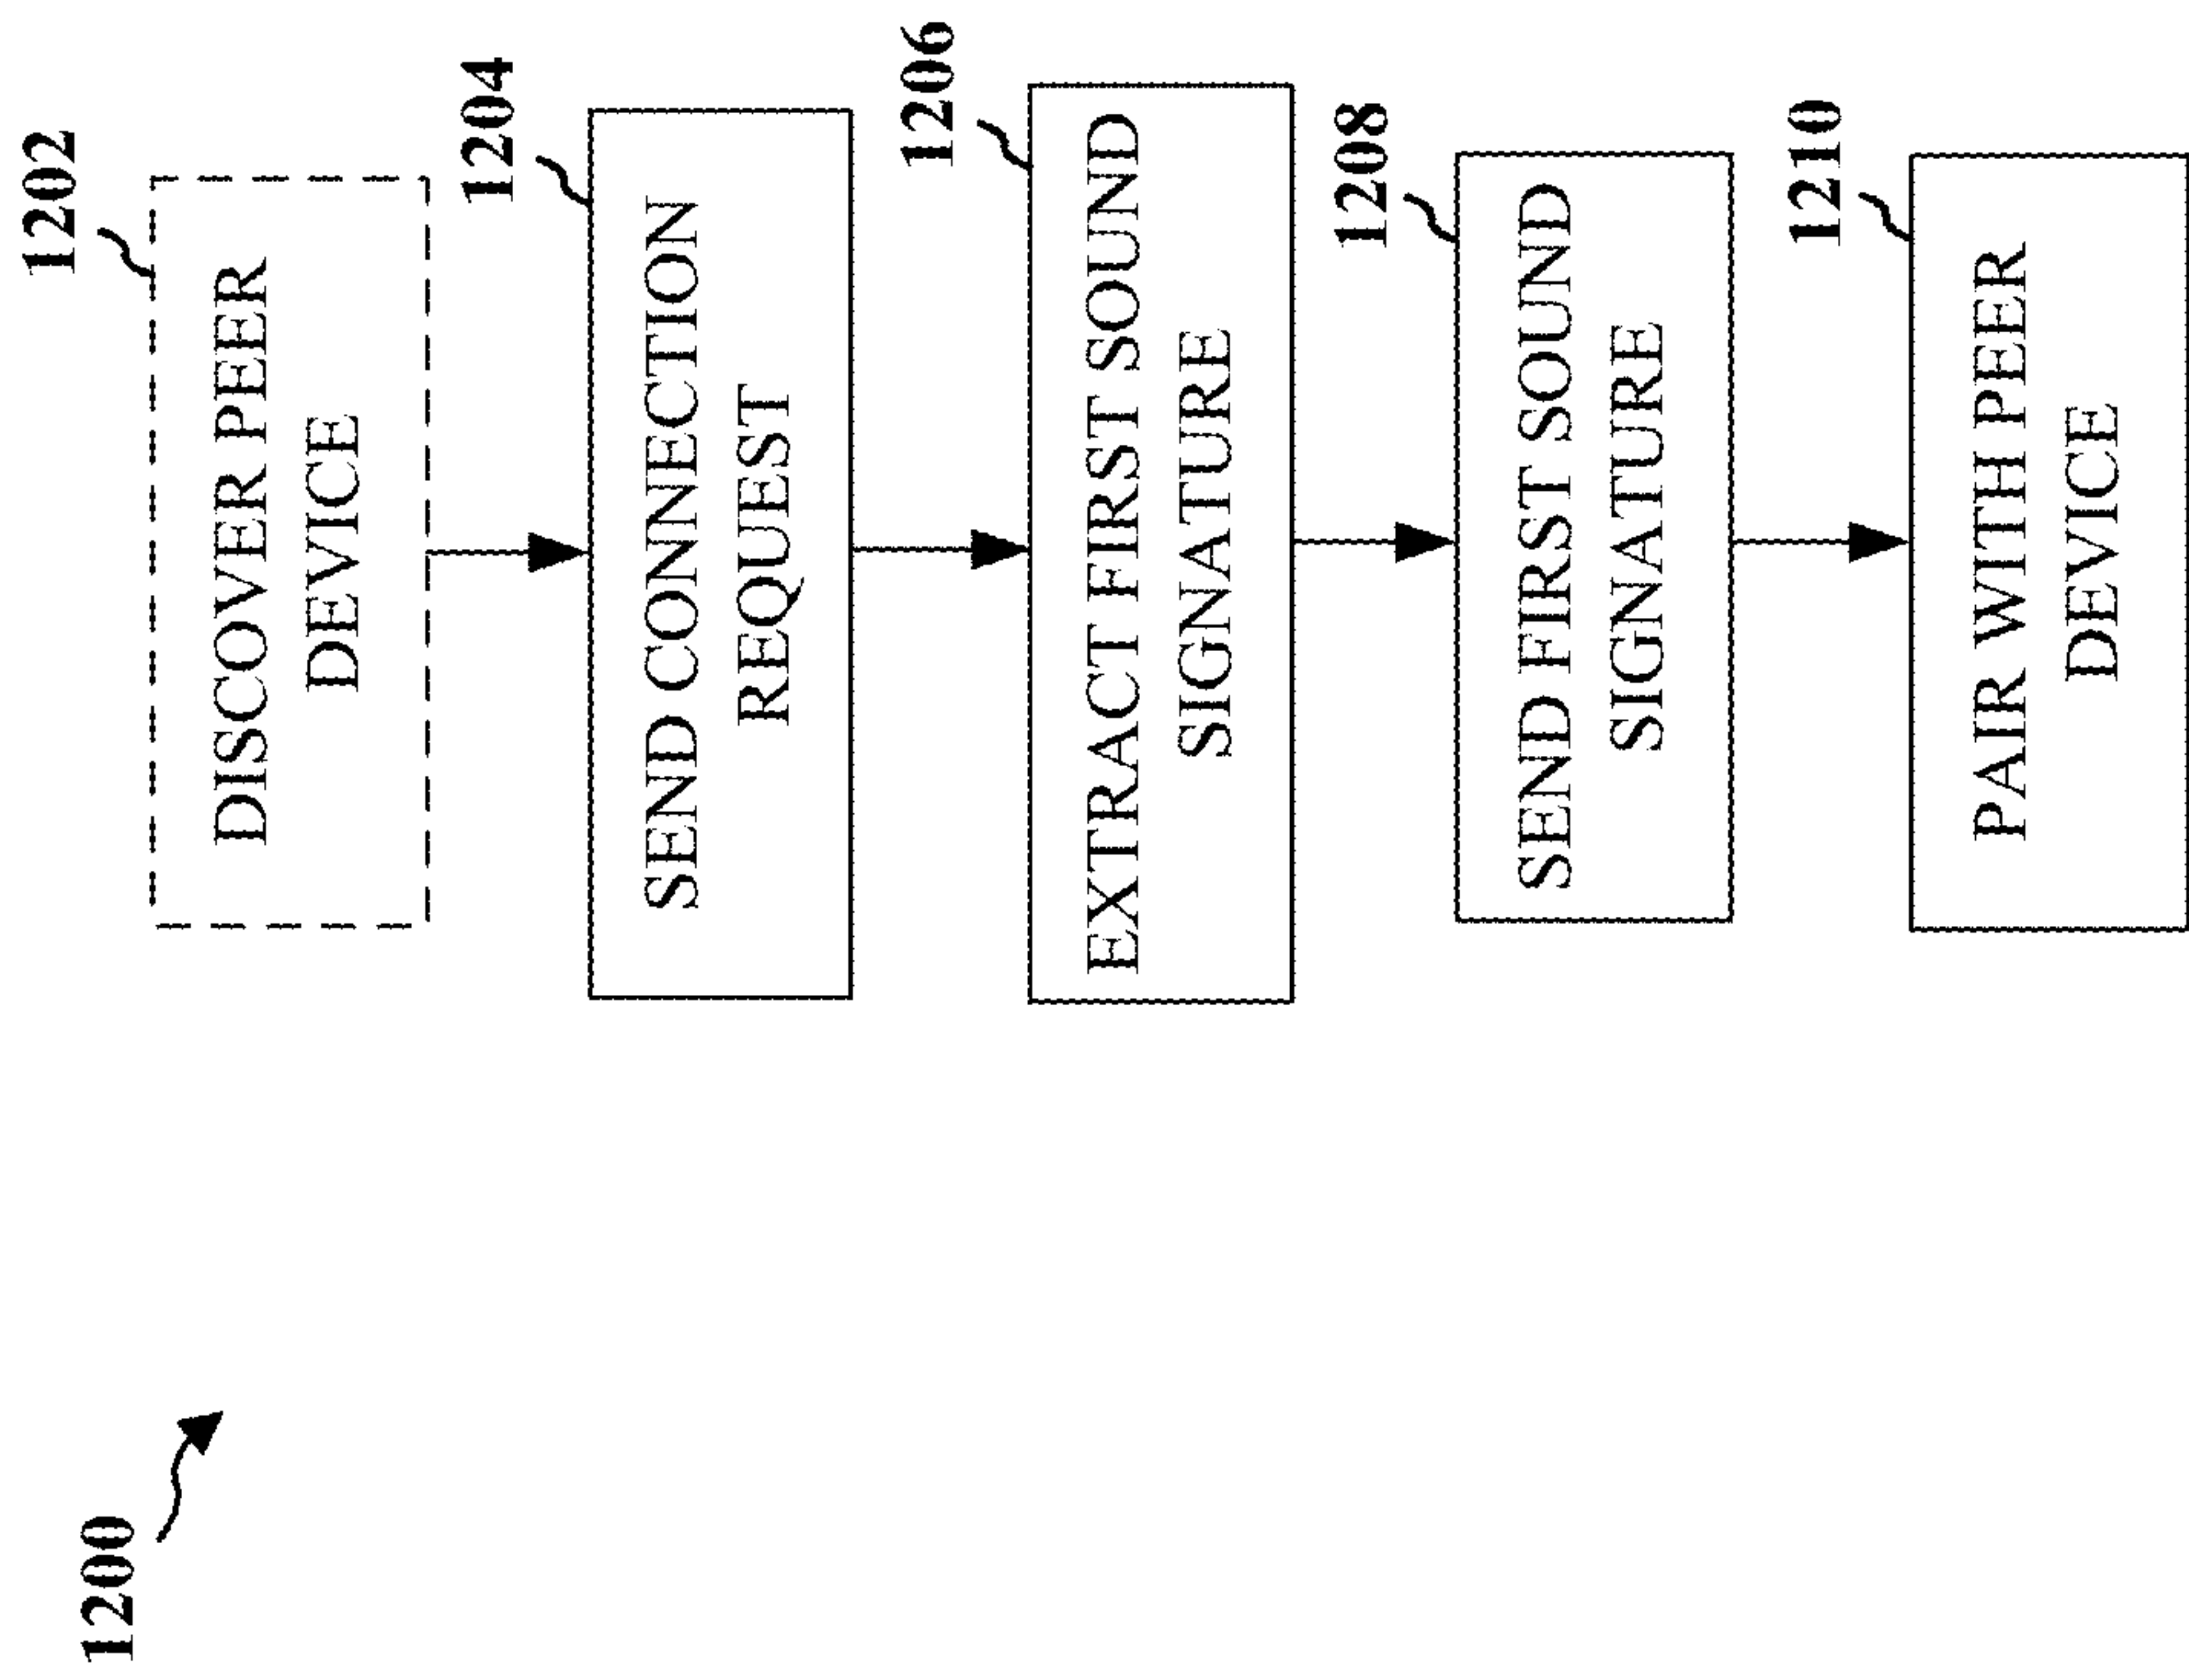 1200
1202
DISCOVER PEER
DEVICE
1204
SEND CONNECTION
REQUEST
1206
EXTRACT FIRST SOUND
SIGNATURE
1208
SEND FIRST SOUND
SIGNATURE
1210
PAIR WITH PEER
DEVICE